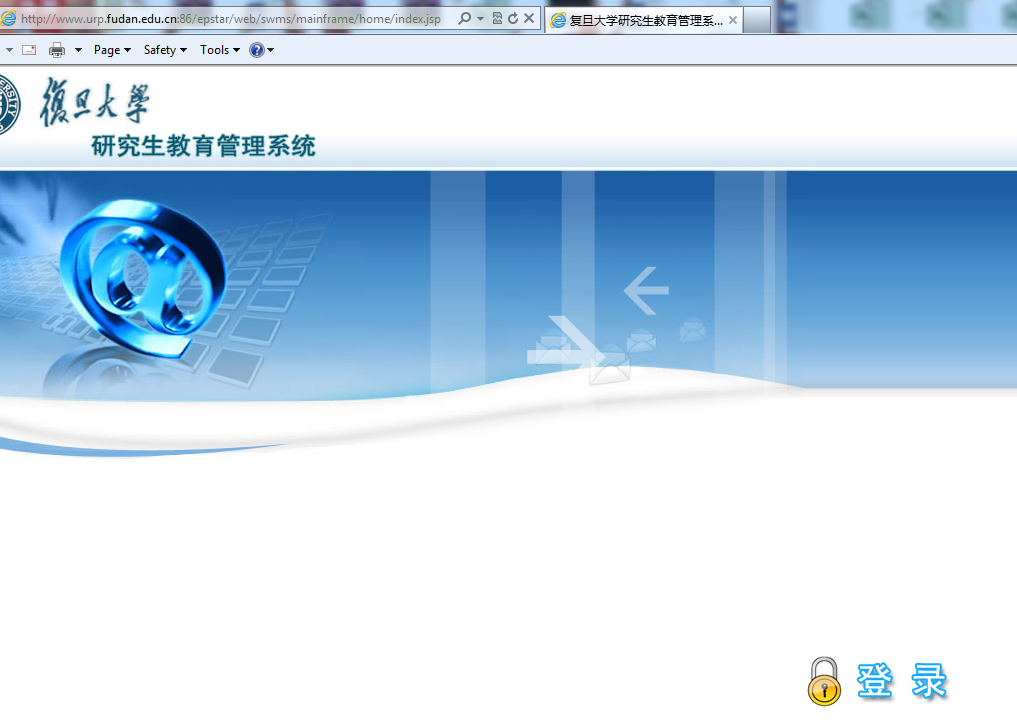 http://www.urp.fudan.edu.cn:86/epstar/web/swms/mainframe/home/index.jsp
复旦大学研究生教育管理系...
Page Safety Tools
復旦大學
研究生教育管理系统
登 录